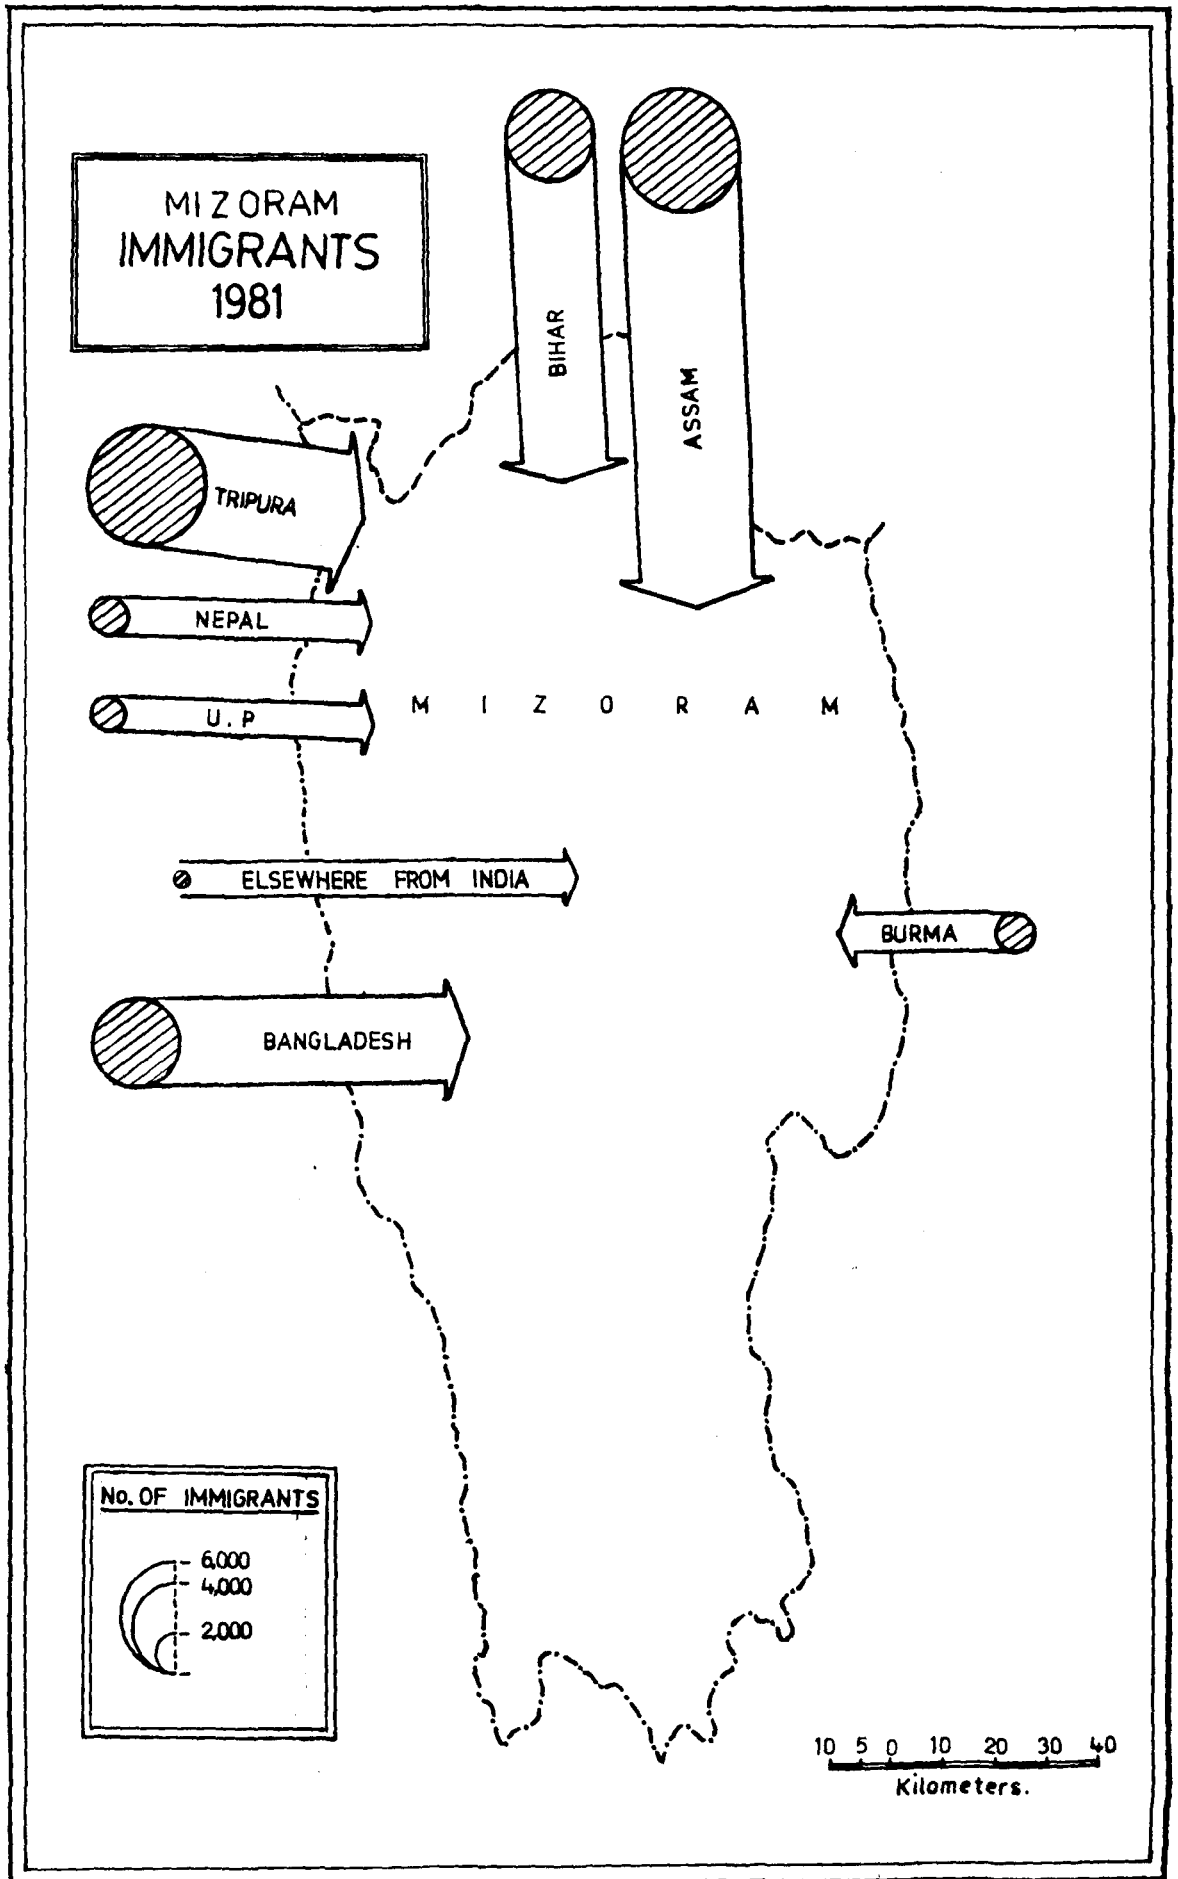 MIZORAM
IMMIGRANTS
1981
BIHAR
ASSAM
TRIPURA
NEPAL
U.P
MIZORAM
ELSEWHERE FROM INDIA
BURMA
BANGLADESH
No. OF IMMIGRANTS
6,000
4,000
2,000
10 5 0 10 20 30 40
Kilometers.